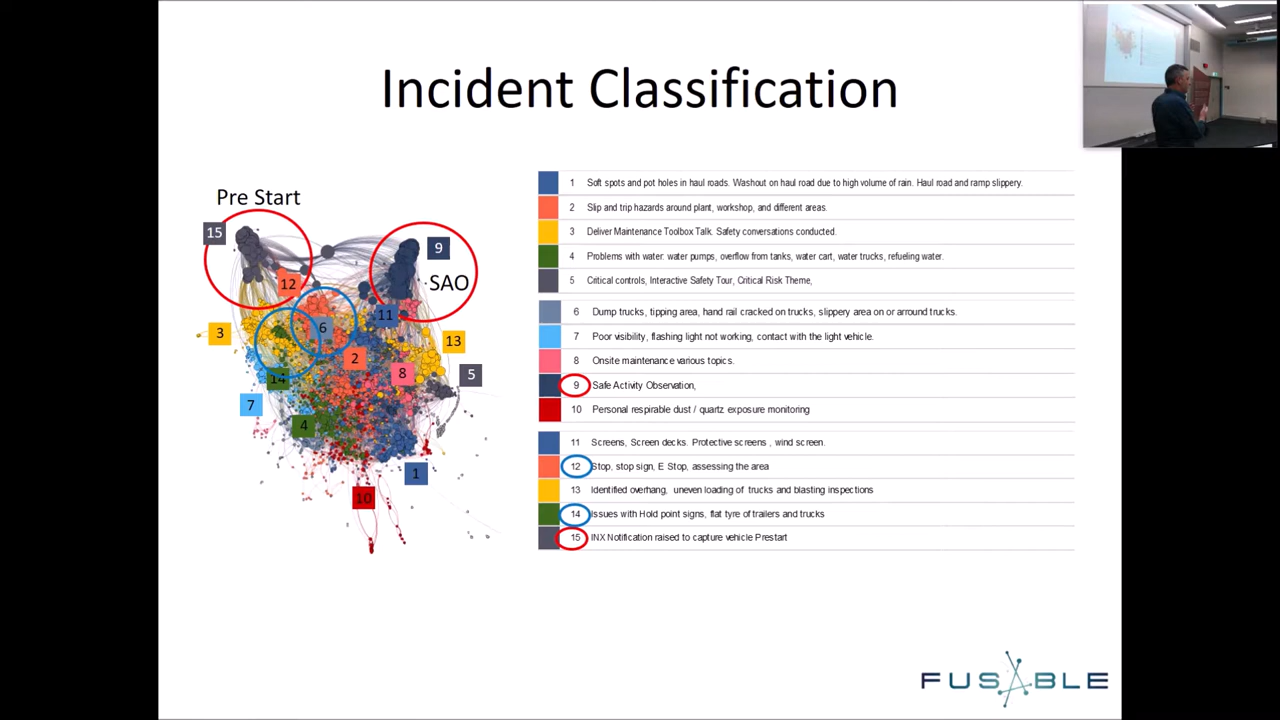 Incident Classification
Pre Start
15
9
12
SAO
6
11
3
13
2
14
8
5
7
4
1
10
1 Soft spots and pot holes in haul roads. Washout on haul road due to high volume of rain. Haul road and ramp slippery.
2 Slip and trip hazards around plant, workshop, and different areas.
3 Deliver Maintenance Toolbox Talk. Safety conversations conducted.
4 Problems with water. water pumps, overflow from tanks, water cart, water trucks, refueling water.
5 Critical controls, Interactive Safety Tour, Critical Risk Theme,
6 Dump trucks, tipping area, hand rail cracked on trucks, slippery area on or arround trucks.
7 Poor visibility, flashing light not working, contact with the light vehicle.
8 Onsite maintenance various topics.
9 Safe Activity Observation,
10 Personal respirable dust / quartz exposure monitoring
11 Screens, Screen decks. Protective screens , wind screen.
12 Stop, stop sign, E Stop, assessing the area
13 Identified overhang, uneven loading of trucks and blasting inspections
14 Issues with Hold point signs, flat tyre of trailers and trucks
15 INX Notification raised to capture vehicle Prestart
FUSABLE